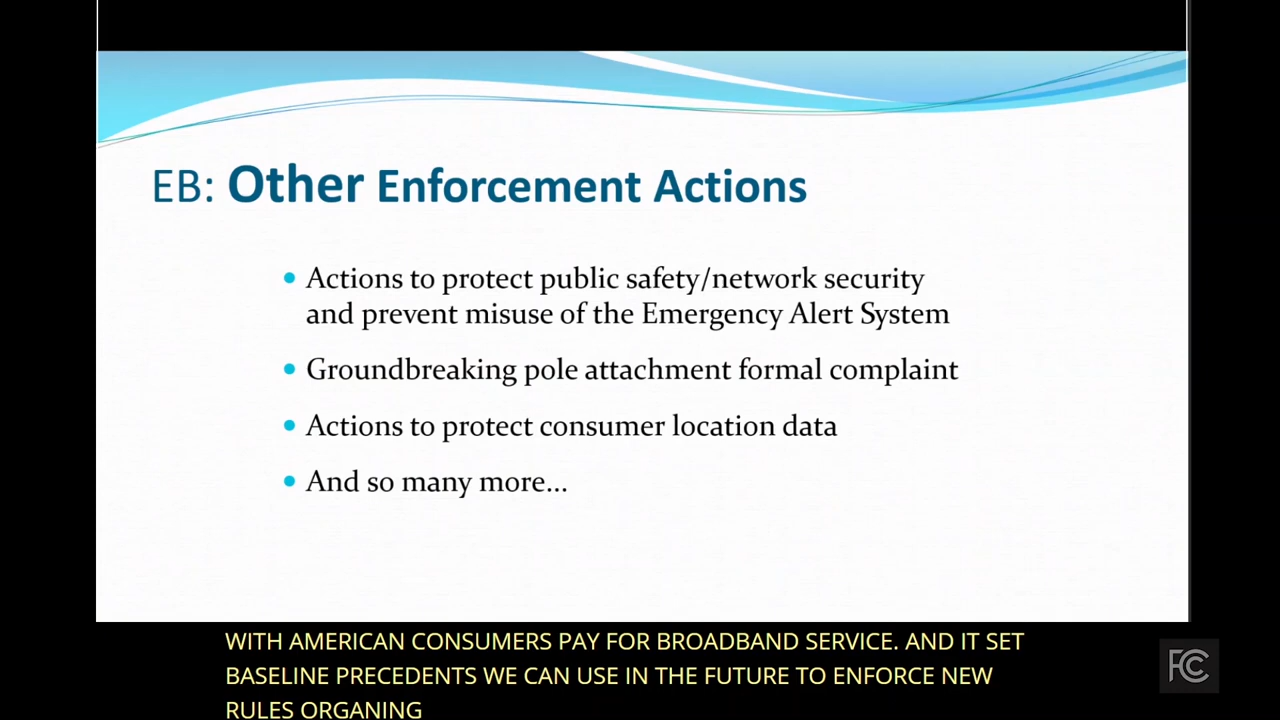 EB: Other Enforcement Actions
• Actions to protect public safety/network security
and prevent misuse of the Emergency Alert System
• Groundbreaking pole attachment formal complaint
• Actions to protect consumer location data
• And so many more...
WITH AMERICAN CONSUMERS PAY FOR BROADBAND SERVICE. AND IT SET
BASELINE PRECEDENTS WE CAN USE IN THE FUTURE TO ENFORCE NEW
RULES ORGANING
FCC